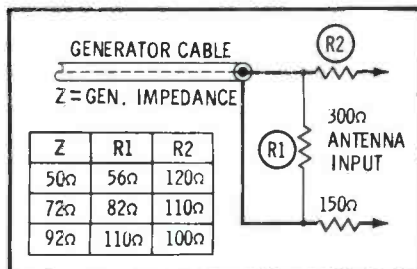 GENERATOR CABLE
Z = GEN. IMPEDANCE
R2
R1
300Ω
ANTENNA
INPUT
150Ω
Z R1 R2
50Ω 56Ω 120Ω
72Ω 82Ω 110Ω
92Ω 110Ω 100Ω